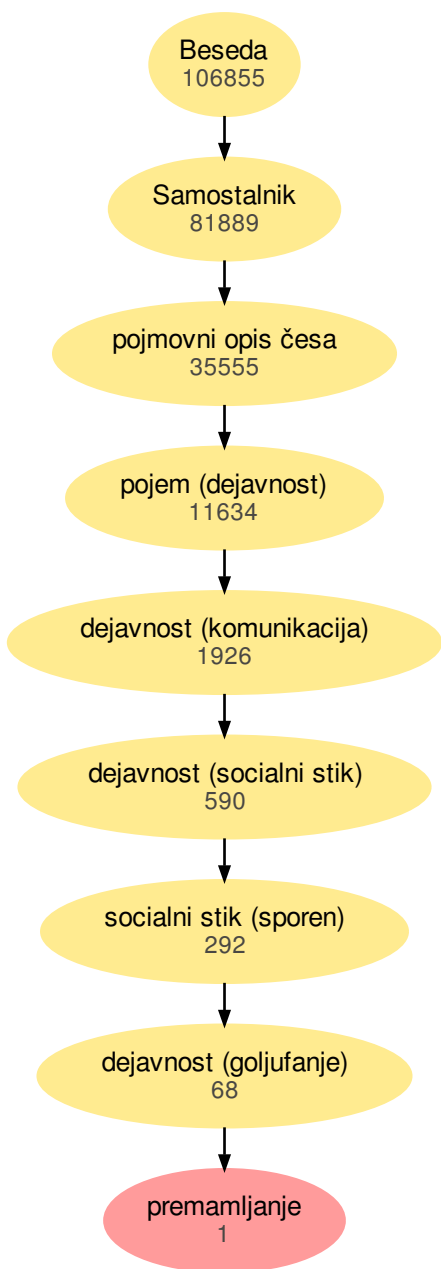 Beseda
106855
Samostalnik
81889
pojmovni opis česa
35555
pojem (dejavnost)
11634
dejavnost (komunikacija)
1926
dejavnost (socialni stik)
590
socialni stik (sporen)
292
dejavnost (goljufanje)
68
premamljanje
1